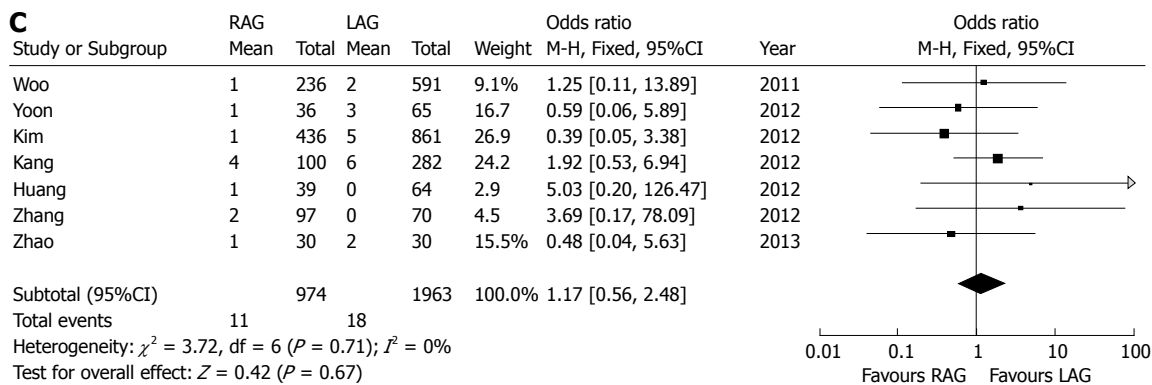 C
RAG LAG Odds ratio Odds ratio
Study or Subgroup Mean Total Mean Total Weight M-H, Fixed, 95%CI Year M-H, Fixed, 95%CI
Woo 1 236 2 591 9.1% 1.25 [0.11, 13.89] 2011
Yoon 1 36 3 65 16.7 0.59 [0.06, 5.89] 2012
Kim 1 436 5 861 26.9 0.39 [0.05, 3.38] 2012
Kang 4 100 6 282 24.2 1.92 [0.53, 6.94] 2012
Huang 1 39 0 64 2.9 5.03 [0.20, 126.47] 2012
Zhang 2 97 0 70 4.5 3.69 [0.17, 78.09] 2012
Zhao 1 30 2 30 15.5% 0.48 [0.04, 5.63] 2013
Subtotal (95%CI) 974 1963 100.0% 1.17 [0.56, 2.48]
Total events 11 18
Heterogeneity: χ² = 3.72, df = 6 (P = 0.71); I² = 0%
Test for overall effect: Z = 0.42 (P = 0.67)
0.01 0.1 1 10 100
Favours RAG Favours LAG